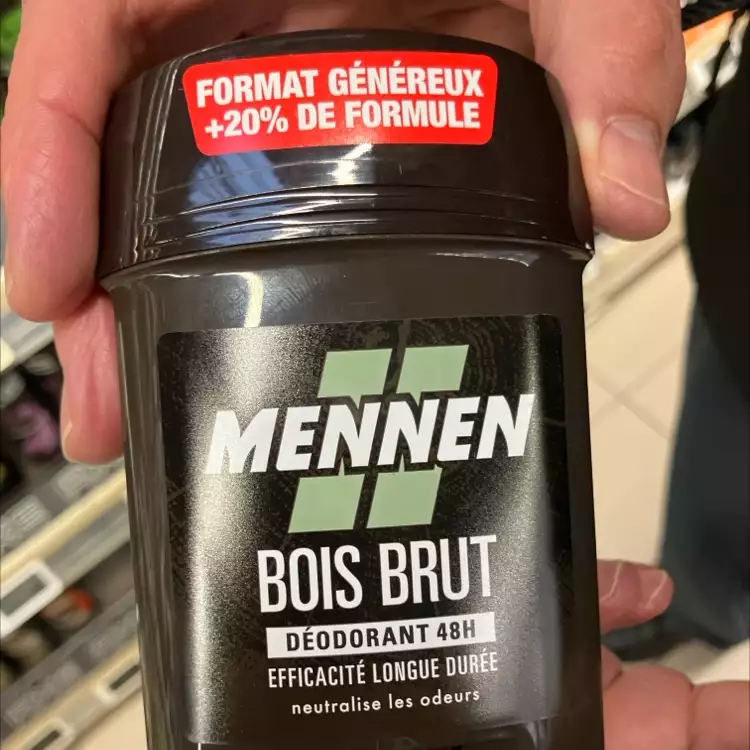 FORMAT GÉNÉREUX
+20% DE FORMULE
MENNEN
BOIS BRUT
DÉODORANT 48H
EFFICACITÉ LONGUE DURÉE
neutralise les odeurs